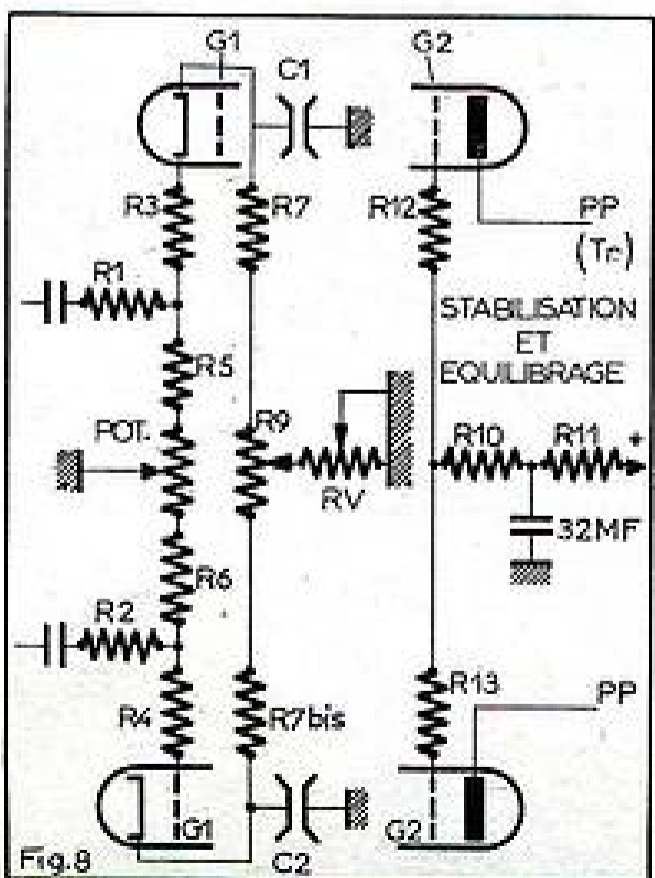 G1
G2
C1
R3
R7
R12
PP
(Tr)
R1
STABILISATION
ET
EQUILIBRAGE
R5
POT.
R9
R10
R11
+
RV
32MF
R6
R2
R13
R4
R7bis
PP
G1
G2
C2
Fig.8